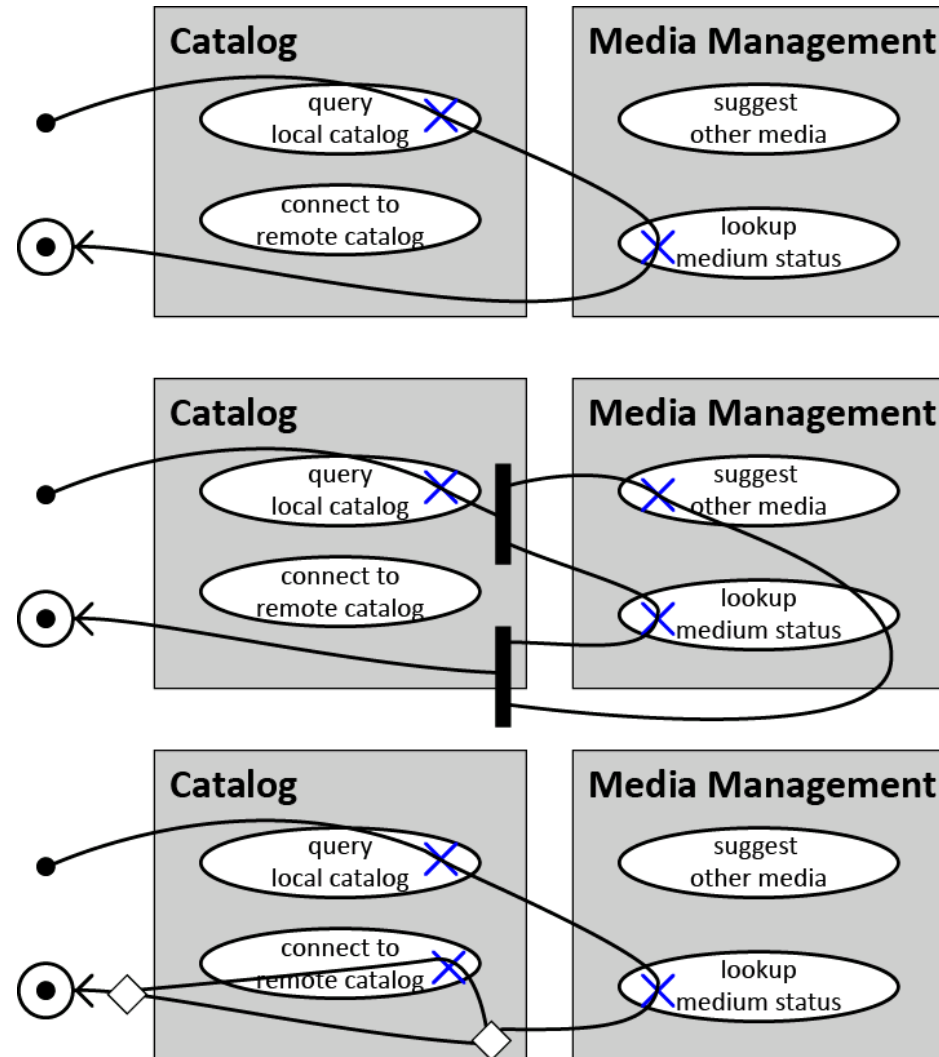 Catalog
query
local catalog
connect to
remote catalog
Media Management
suggest
other media
lookup
medium status
Catalog
query
local catalog
connect to
remote catalog
Media Management
suggest
other media
lookup
medium status
Catalog
query
local catalog
connect to
remote catalog
Media Management
suggest
other media
lookup
medium status